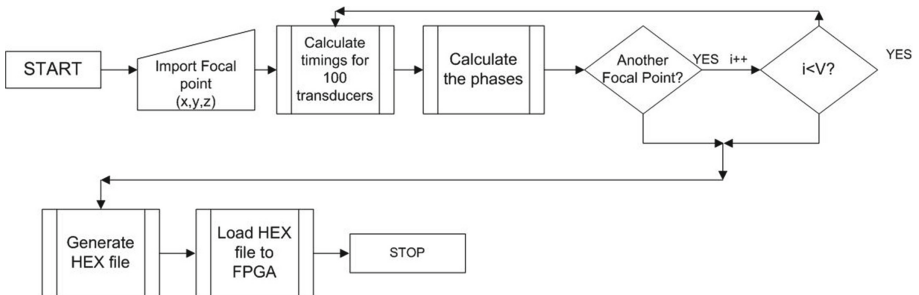 START
Import Focal
point
(x,y,z)
Calculate
timings for
100
transducers
Calculate
the phases
Another
Focal Point?
YES i++
i<V?
YES
Generate
HEX file
Load HEX
file to
FPGA
STOP